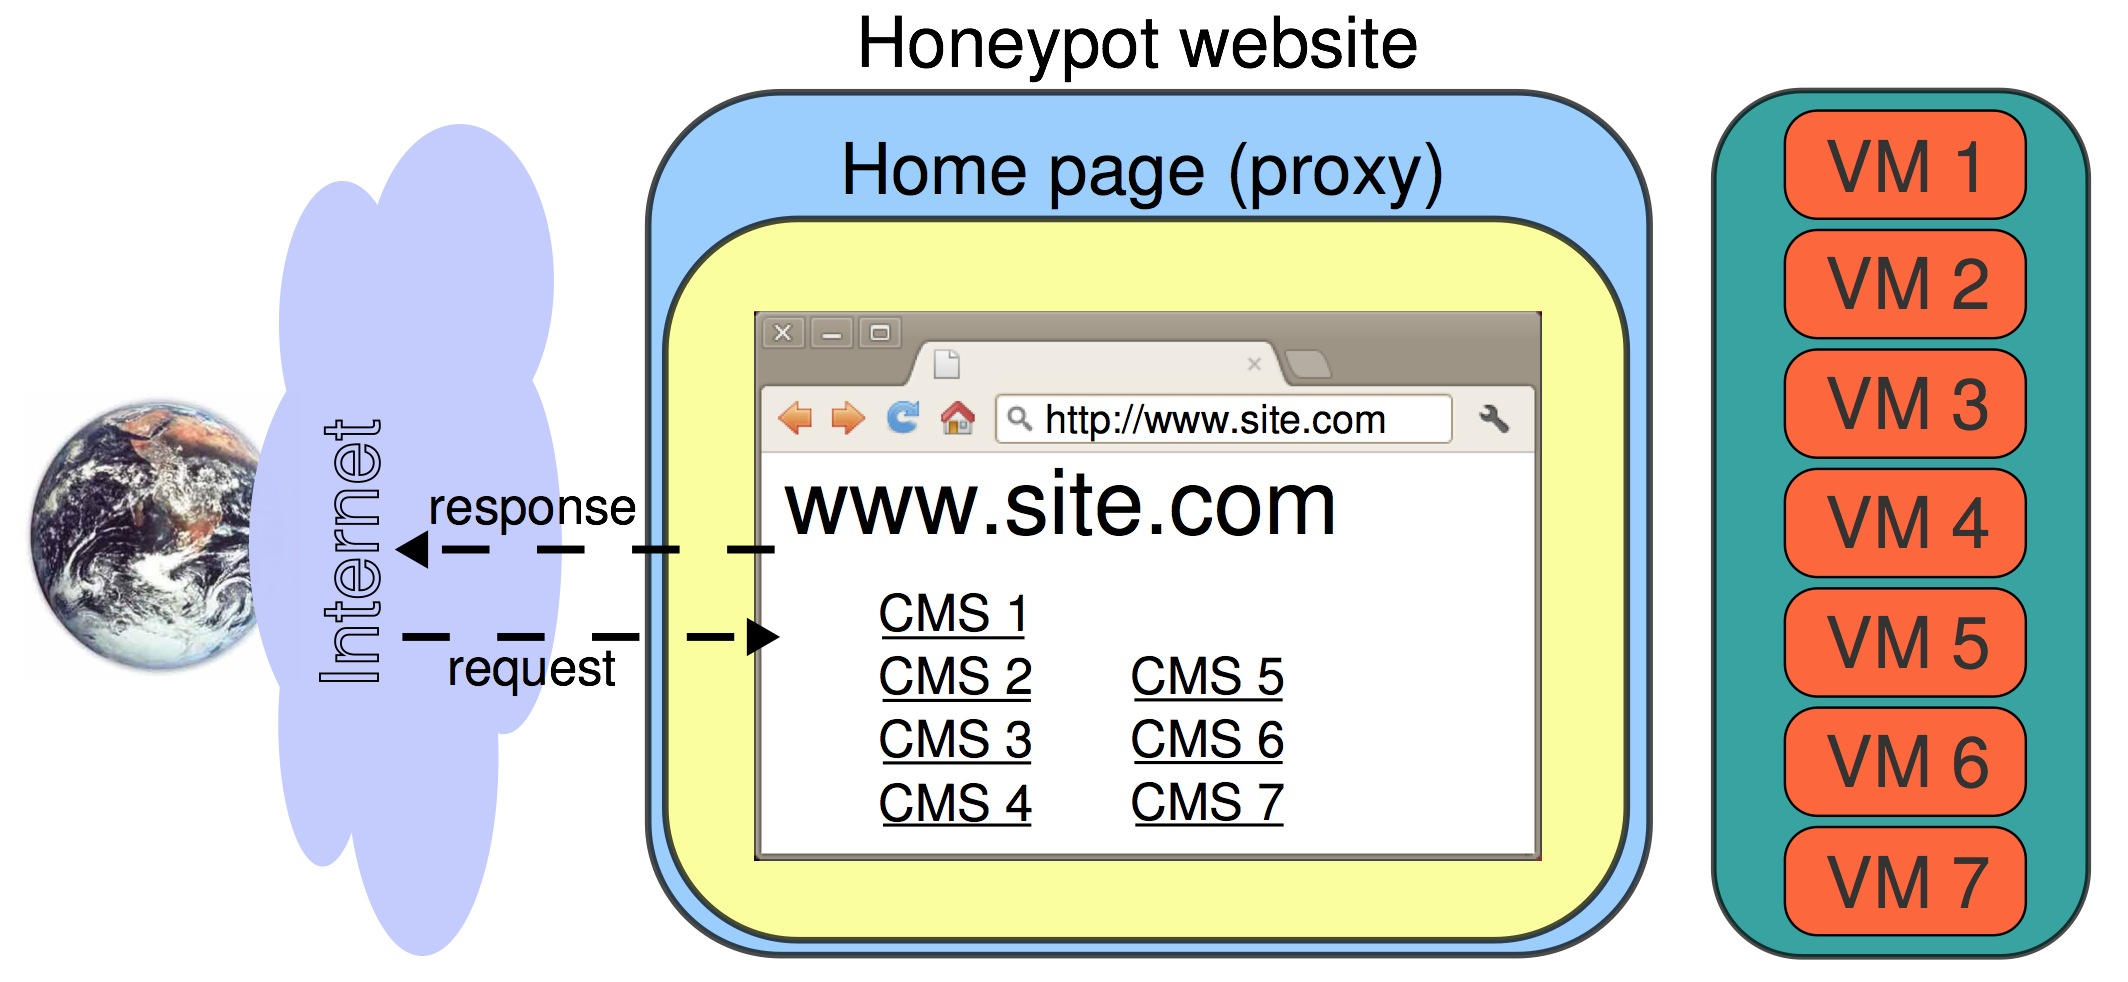 Honeypot website
Home page (proxy)
Internet
response
request
http://www.site.com
www.site.com
CMS 1
CMS 2
CMS 3
CMS 4
CMS 5
CMS 6
CMS 7
VM 1
VM 2
VM 3
VM 4
VM 5
VM 6
VM 7